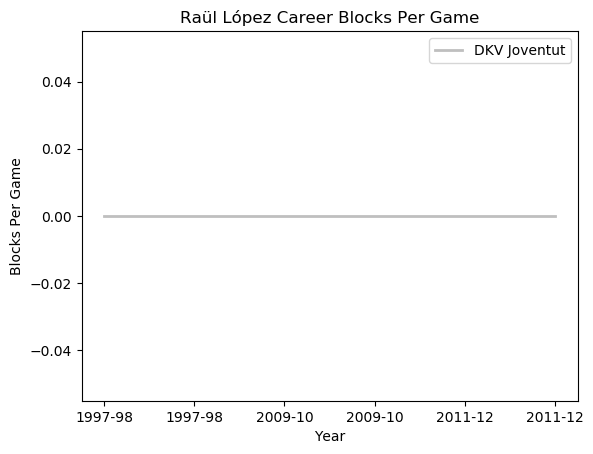 Raül López Career Blocks Per Game
DKV Joventut
0.04
0.02
0.00
−0.02
−0.04
Blocks Per Game
1997-98 1997-98 2009-10 2009-10 2011-12 2011-12
Year